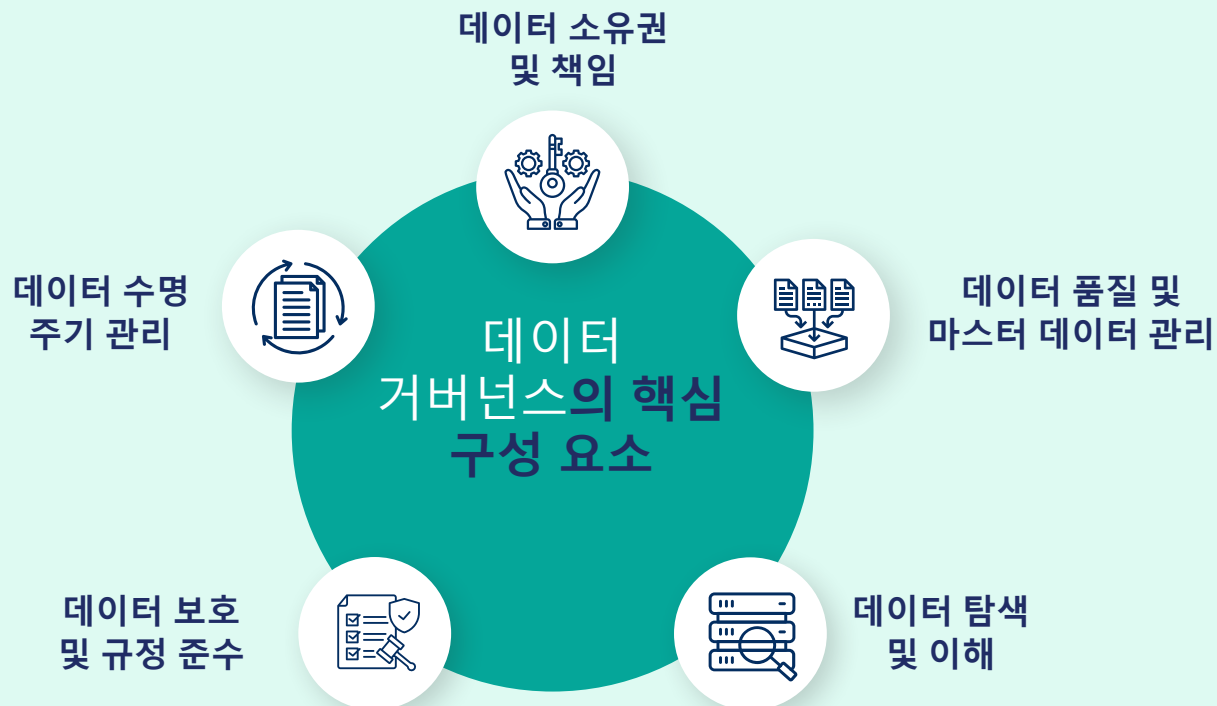 데이터 소유권
및 책임
데이터 수명
주기 관리
데이터 품질 및
마스터 데이터 관리
데이터
거버넌스의 핵심
구성 요소
데이터 보호
및 규정 준수
데이터 탐색
및 이해